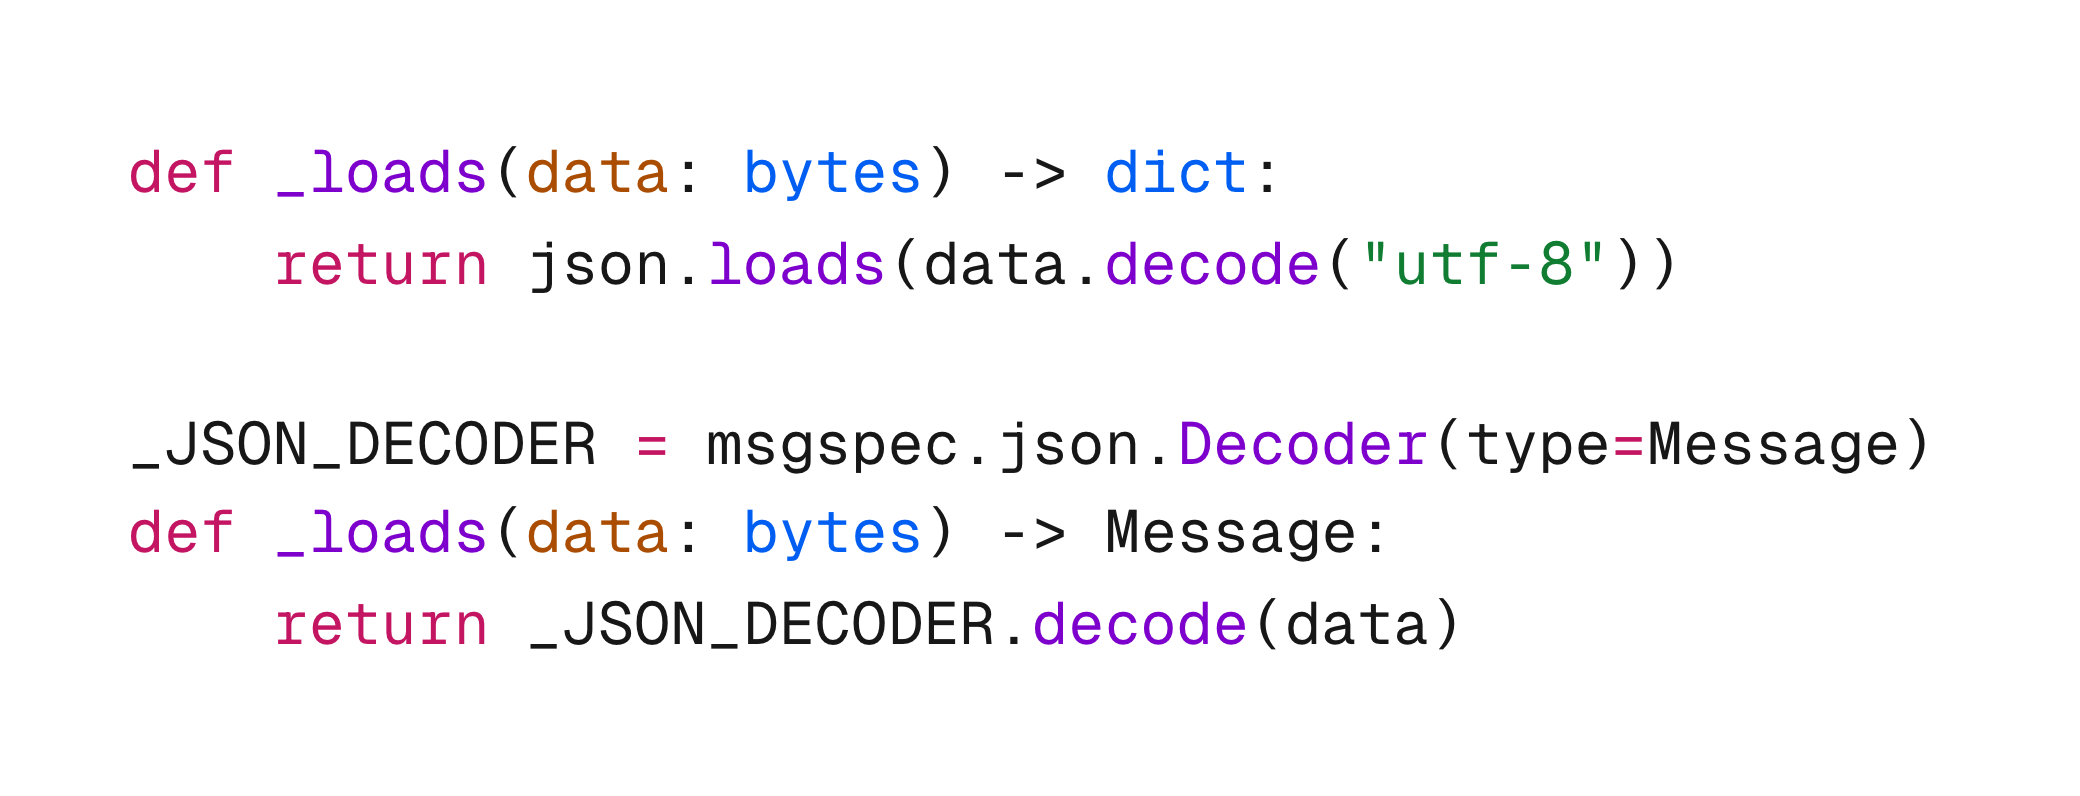 def _loads(data: bytes) -> dict:
    return json.loads(data.decode("utf-8"))

_JSON_DECODER = msgspec.json.Decoder(type=Message)
def _loads(data: bytes) -> Message:
    return _JSON_DECODER.decode(data)